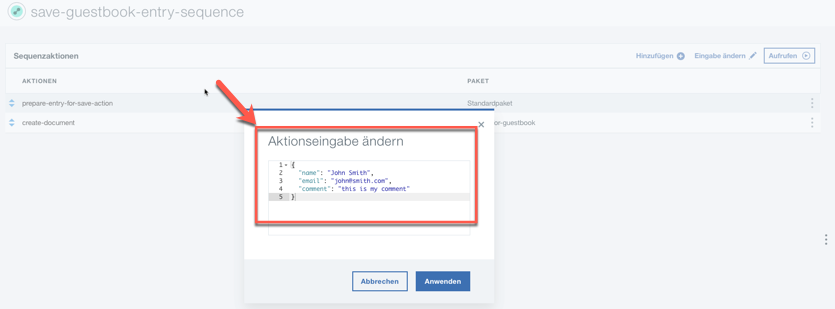 save-guestbook-entry-sequence
Sequenzaktionen
Hinzufügen
Eingabe ändern
Aufrufen
AKTIONEN
PAKET
prepare-entry-for-save-action
Standardpaket
create-document
or-guestbook
Aktionseingabe ändern
1 {
2 "name": "John Smith",
3 "email": "john@smith.com",
4 "comment": "this is my comment"
5 }
Abbrechen
Anwenden